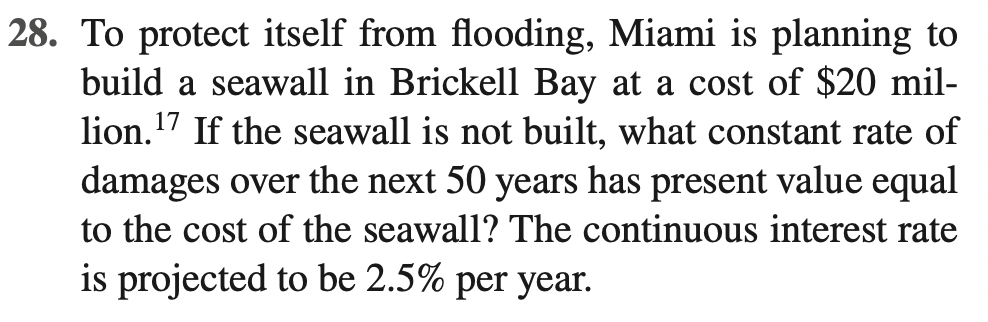 28. To protect itself from flooding, Miami is planning to
build a seawall in Brickell Bay at a cost of $20 mil-
lion.17 If the seawall is not built, what constant rate of
damages over the next 50 years has present value equal
to the cost of the seawall? The continuous interest rate
is projected to be 2.5% per year.